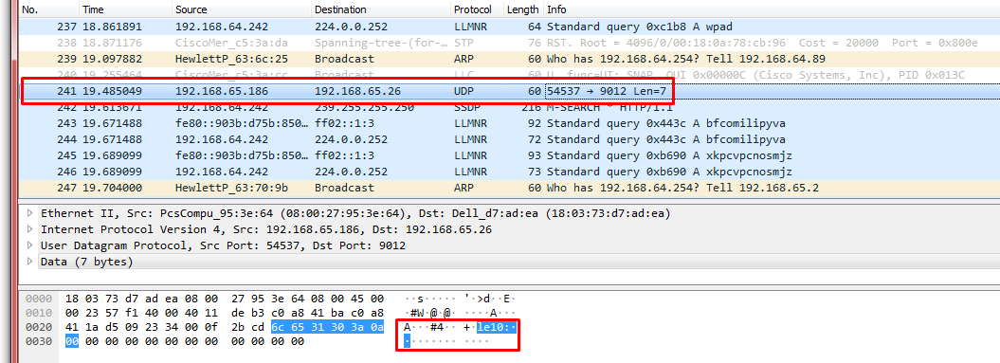 No. Time Source Destination Protocol Length Info
237 18.861891 192.168.64.242 224.0.0.252 LLMNR 64 Standard query 0xc1b8 A wpad
238 18.871176 CiscoMer_c5:3a:da Spanning-tree-(for-… STP 76 RST. Root = 4096/0/00:18:0a:78:cb:96 Cost = 20000 Port = 0x800e
239 19.097882 HewlettP_63:6c:25 Broadcast ARP 60 Who has 192.168.64.254? Tell 192.168.64.89
240 19.255464 CiscoMer_c5:3a:cc Broadcast LLC 60 U, func=UI; SNAP, OUI 0x00000C (Cisco Systems, Inc), PID 0x013C
241 19.485049 192.168.65.186 192.168.65.26 UDP 60 54537 → 9012 Len=7
242 19.613671 192.168.64.242 239.255.255.250 SSDP 216 M-SEARCH * HTTP/1.1
243 19.671448 fe80::903b:d75b:850… ff02::1:3 LLMNR 92 Standard query 0x443c A bfcomilipyva
244 19.671448 192.168.64.242 224.0.0.252 LLMNR 72 Standard query 0x443c A bfcomilipyva
245 19.689099 fe80::903b:d75b:850… ff02::1:3 LLMNR 93 Standard query 0xb690 A xkpcvpcnosmjz
246 19.689099 192.168.64.242 224.0.0.252 LLMNR 73 Standard query 0xb690 A xkpcvpcnosmjz
247 19.704000 HewlettP_63:70:9b Broadcast ARP 60 Who has 192.168.64.254? Tell 192.168.65.2
Ethernet II, Src: PcsCompu_95:3e:64 (08:00:27:95:3e:64), Dst: Dell_d7:ad:ea (18:03:73:d7:ad:ea)
Internet Protocol Version 4, Src: 192.168.65.186, Dst: 192.168.65.26
User Datagram Protocol, Src Port: 54537, Dst Port: 9012
Data (7 bytes)
0000 18 03 73 d7 ad ea 08 00 27 95 3e 64 08 00 45 00 ··s····· '·>d··E·
0010 00 23 57 f1 40 00 40 11 de b3 c0 a8 41 ba c0 a8 ·#W·@·@· ····A···
0020 41 1a d5 09 23 34 00 0f 2b cd 6c 65 31 30 3a 0a A···#4·· +·le10:·
0030 00 00 00 00 00 00 00 00 00 00 00 00 ········ ····